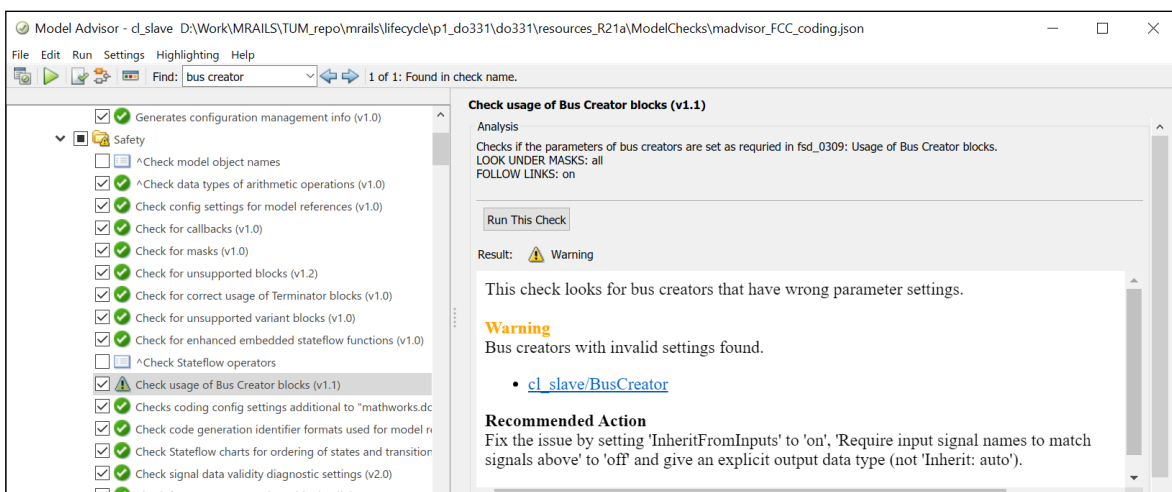 Model Advisor - cl_slave D:\Work\MRAILS\TUM_repo\mrails\lifecycle\p1_do331\do331\resources_R21a\ModelChecks\madvisor_FCC_coding.json
File Edit Run Settings Highlighting Help
Find: bus creator 1 of 1: Found in check name.
Generates configuration management info (v1.0)
Safety
^Check model object names
^Check data types of arithmetic operations (v1.0)
Check config settings for model references (v1.0)
Check for callbacks (v1.0)
Check for masks (v1.0)
Check for unsupported blocks (v1.2)
Check for correct usage of Terminator blocks (v1.0)
Check for unsupported variant blocks (v1.0)
Check for enhanced embedded stateflow functions (v1.0)
^Check Stateflow operators
Check usage of Bus Creator blocks (v1.1)
Checks coding config settings additional to "mathworks.dc
Check code generation identifier formats used for model r
Check Stateflow charts for ordering of states and transition
Check signal data validity diagnostic settings (v2.0)
Check usage of Bus Creator blocks (v1.1)
Analysis
Checks if the parameters of bus creators are set as requried in fsd_0309: Usage of Bus Creator blocks.
LOOK UNDER MASKS: all
FOLLOW LINKS: on
Run This Check
Result: Warning
This check looks for bus creators that have wrong parameter settings.
Warning
Bus creators with invalid settings found.
• cl_slave/BusCreator
Recommended Action
Fix the issue by setting 'InheritFromInputs' to 'on', 'Require input signal names to match
signals above' to 'off' and give an explicit output data type (not 'Inherit: auto').